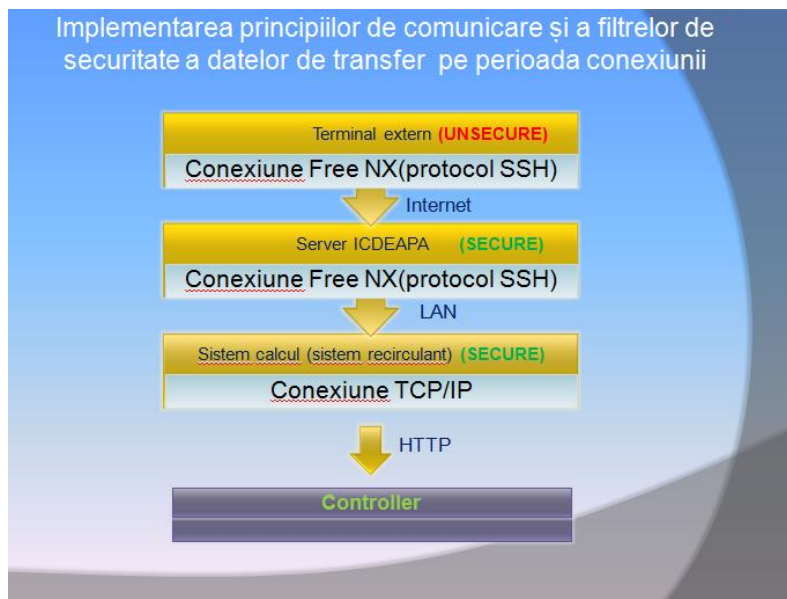 Implementarea principiilor de comunicare și a filtrelor de
securitate a datelor de transfer pe perioada conexiunii
Terminal extern (UNSECURE)
Conexiune Free NX(protocol SSH)
Internet
Server ICDEAPA (SECURE)
Conexiune Free NX(protocol SSH)
LAN
Sistem calcul (sistem recirculant) (SECURE)
Conexiune TCP/IP
HTTP
Controller